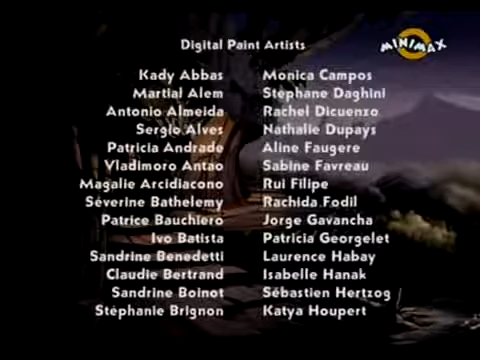 Digital Paint Artists
MINIMAX
Kady Abbas Monica Campos
Martial Alem Stephane Daghini
Antonio Almeida Rachel Dicuenzo
Sergio Alves Nathalie Dupays
Patricia Andrade Aline Faugere
Vladimoro Antao Sabine Favreau
Magalie Arcidiacono Rui Filipe
Séverine Bathelemy Rachida Fodil
Patrice Bauchiero Jorge Gavancha
Ivo Batista Patricia Georgelet
Sandrine Benedetti Laurence Habay
Claudie Bertrand Isabelle Hanak
Sandrine Boinot Sébastien Hertzog
Stéphanie Brignon Katya Houpert